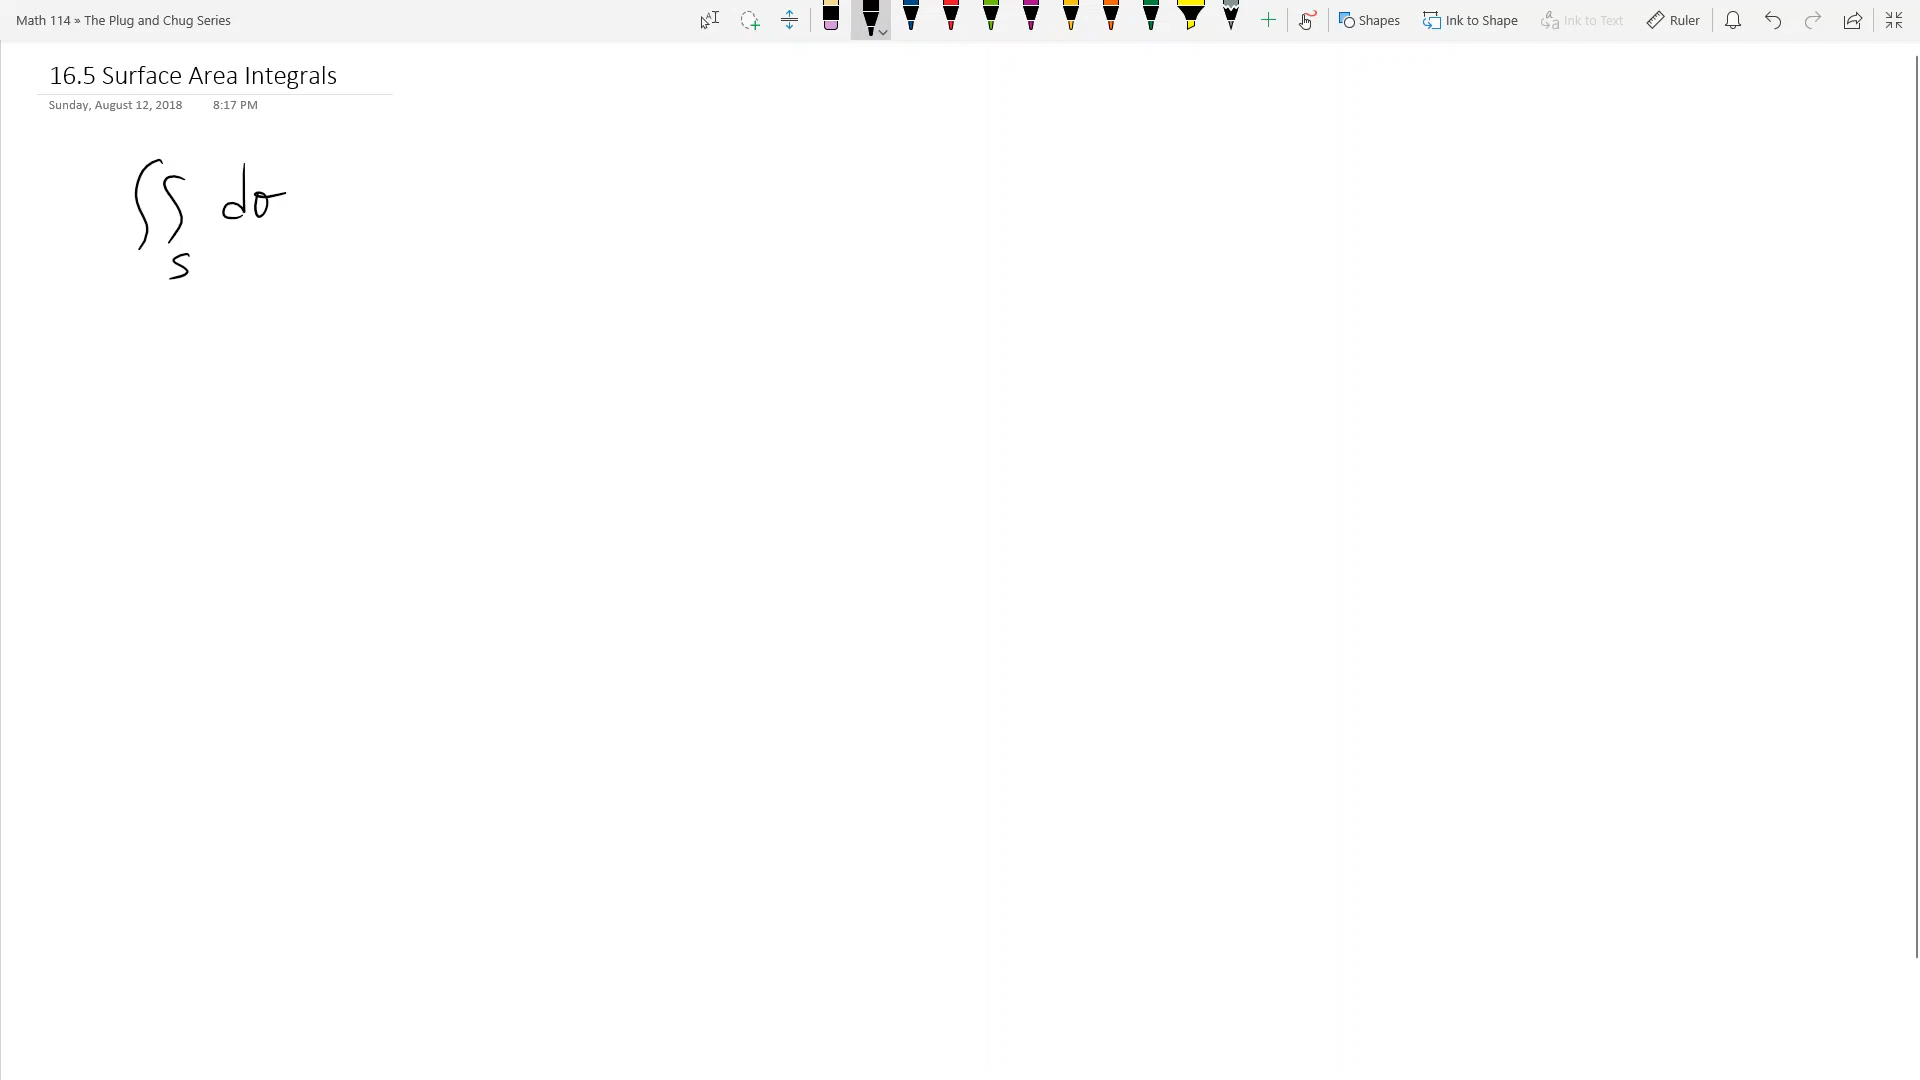 Math 114 » The Plug and Chug Series
Shapes
Ink to Shape
Ink to Text
Ruler
16.5 Surface Area Integrals
Sunday, August 12, 2018 8:17 PM
∬ dσ
S